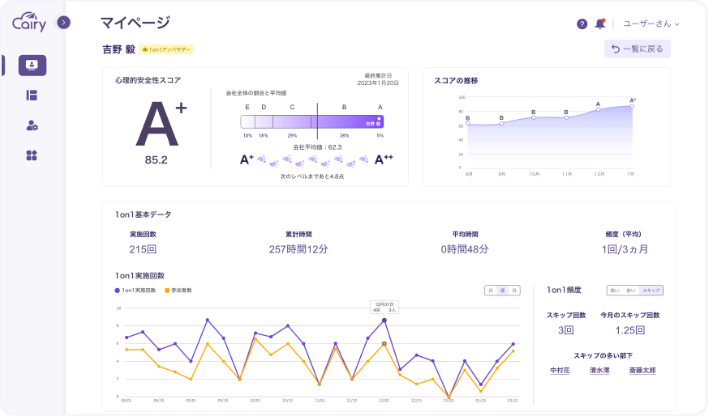 Cairy
マイページ
ユーザーさん
吉野 毅
1on1アンバサダー
一覧に戻る
心理的安全性スコア
最終集計日
2023年1月20日
A+
85.2
会社全体の割合と平均値
E D C B A
吉野 毅
10% 18% 29% 38% 5%
会社平均値：62.3
A+ A++
次のレベルまであと4.8点
スコアの推移
100
80
60
40
20
0
B B B B A A+
8月 9月 10月 11月 12月 1月
1on1基本データ
実施回数 累計時間 平均時間 頻度（平均）
215回 257時間12分 0時間48分 1回/3ヵ月
1on1実施回数
1on1実施回数 参加者数
日 週 月
12月01日
4回 3人
10
8
6
4
2
0
1on1頻度
スキップ
スキップ回数 今月のスキップ回数
3回 1.25回
スキップの多い部下
中村花 清水澪 斎藤太郎